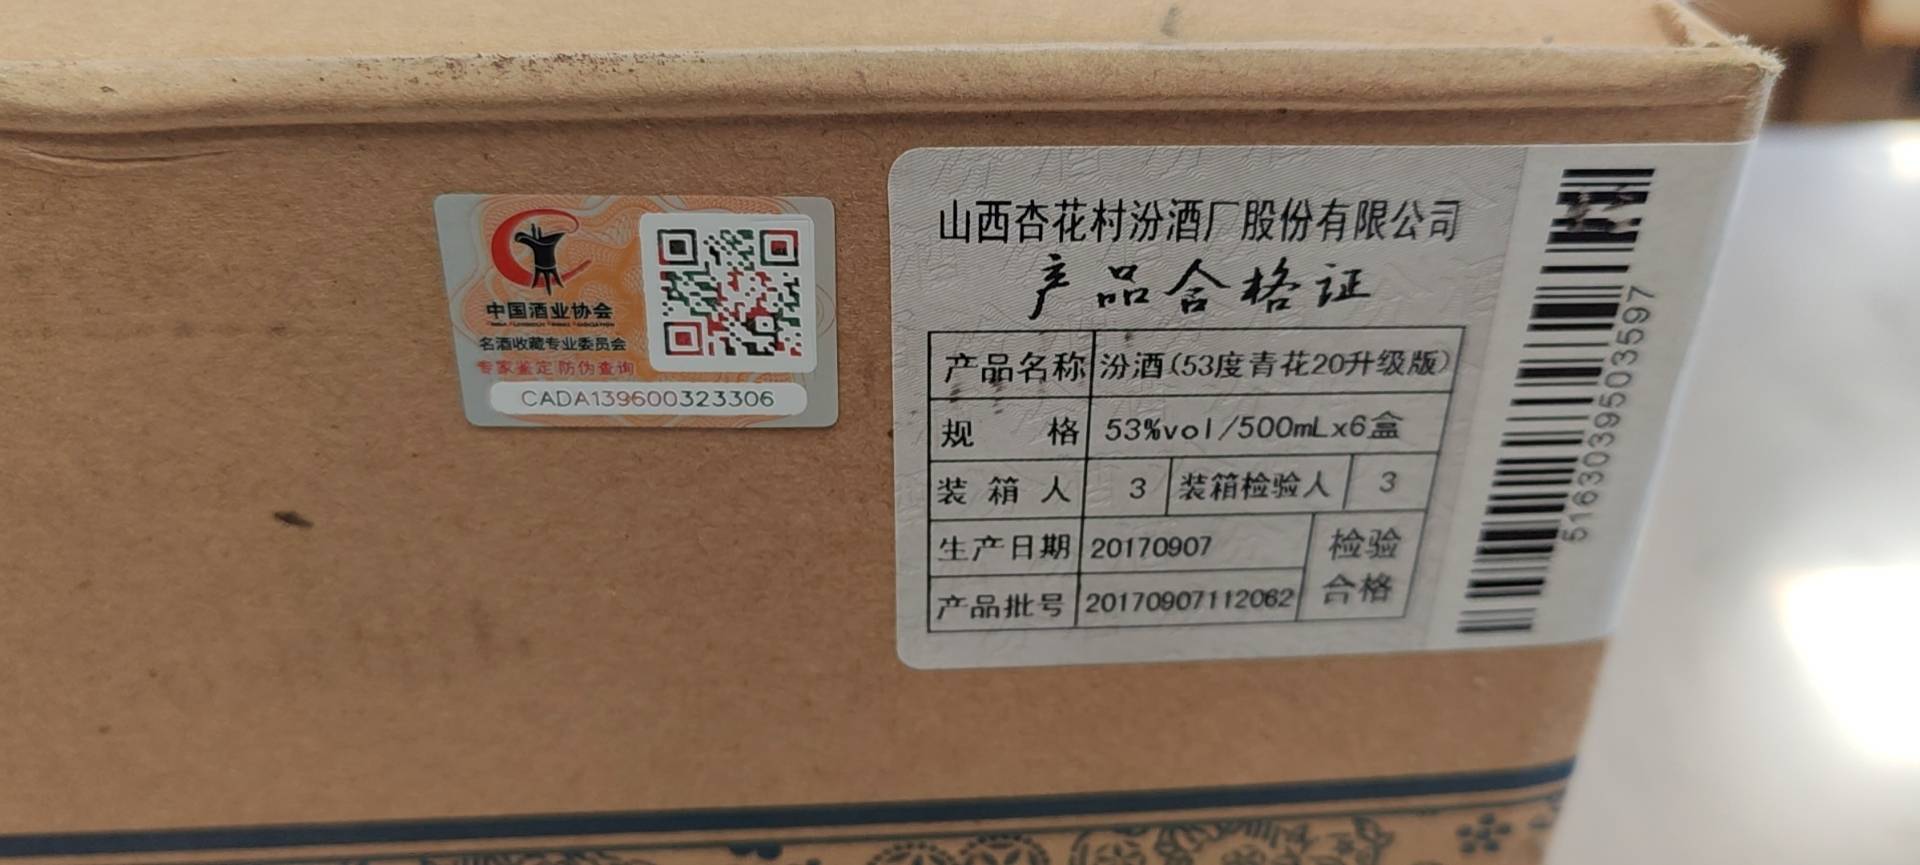 中国酒业协会
名酒收藏专业委员会
专家鉴定 防伪查询
CADA139600323306
山西杏花村汾酒厂股份有限公司
产品合格证
产品名称 汾酒(53度青花20升级版)
规 格 53%vol/500mLx6盒
装箱人 3 装箱检验人 3
生产日期 20170907
产品批号 20170907112062
检验
合格
5163039503597